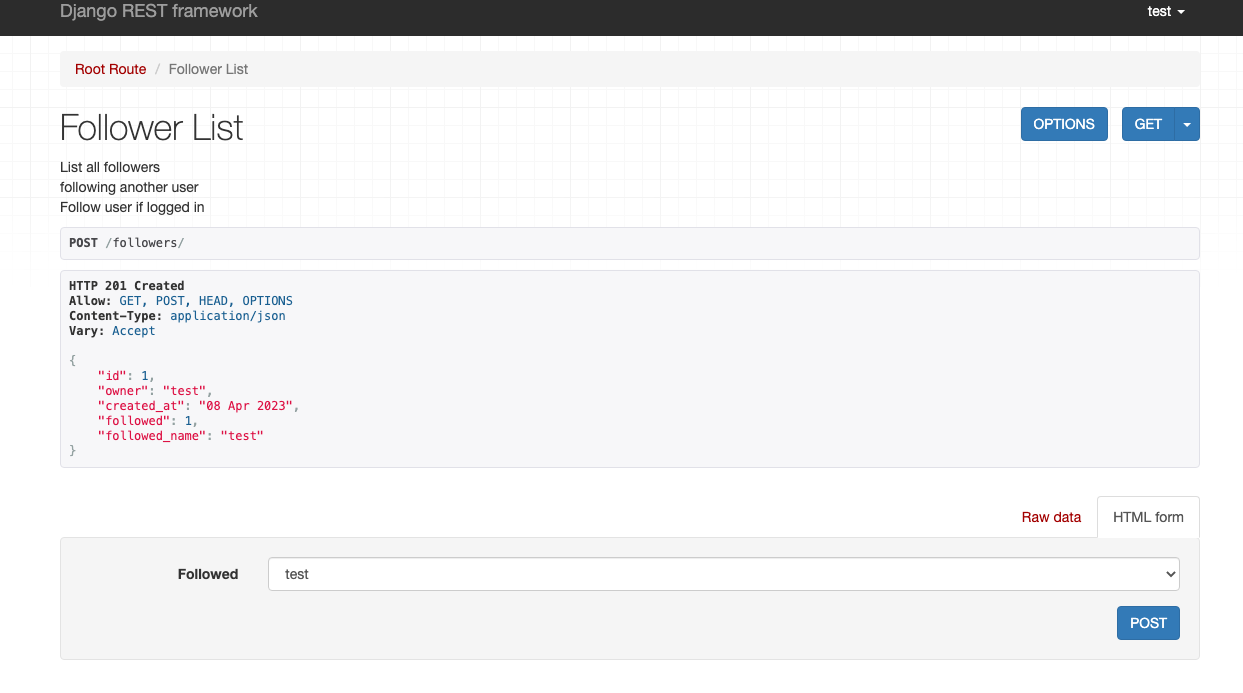 Django REST framework
test
Root Route / Follower List
Follower List
OPTIONS
GET
List all followers
following another user
Follow user if logged in
POST /followers/
HTTP 201 Created
Allow: GET, POST, HEAD, OPTIONS
Content-Type: application/json
Vary: Accept
{
    "id": 1,
    "owner": "test",
    "created_at": "08 Apr 2023",
    "followed": 1,
    "followed_name": "test"
}
Raw data
HTML form
Followed
test
POST